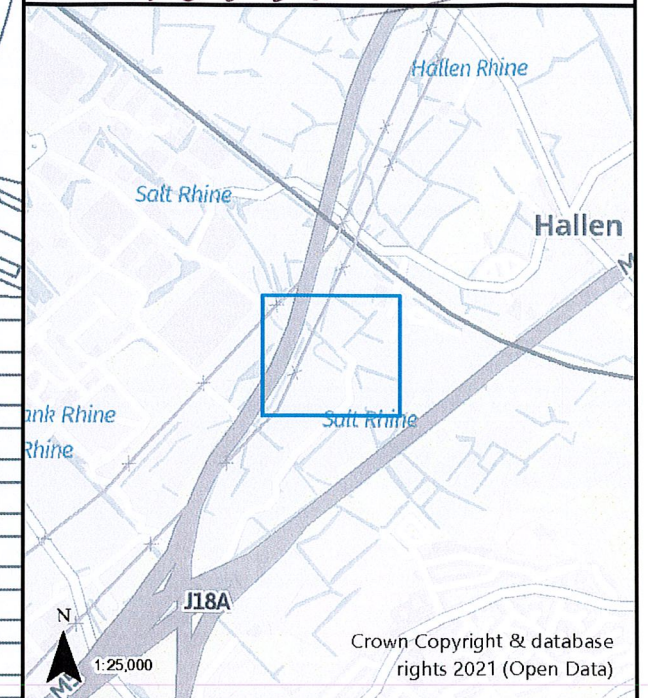 Hallen Rhine
Salt Rhine
Hallen
M
Salt Rhine
ank Rhine
Rhine
J18A
N
1:25,000
M5
Crown Copyright & database
rights 2021 (Open Data)